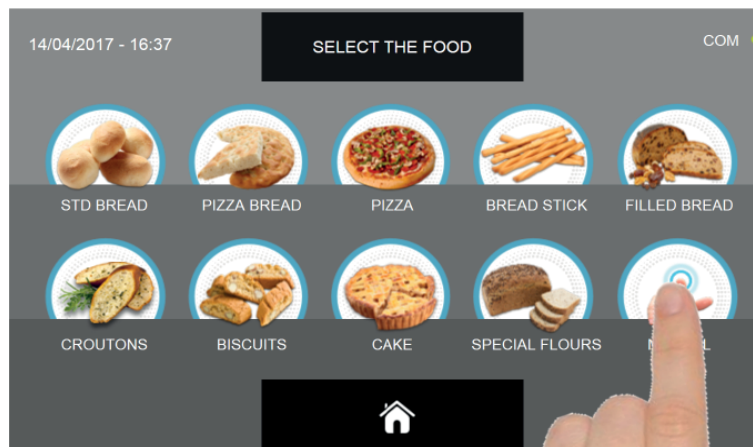 14/04/2017 - 16:37
SELECT THE FOOD
COM
STD BREAD
PIZZA BREAD
PIZZA
BREAD STICK
FILLED BREAD
CROUTONS
BISCUITS
CAKE
SPECIAL FLOURS